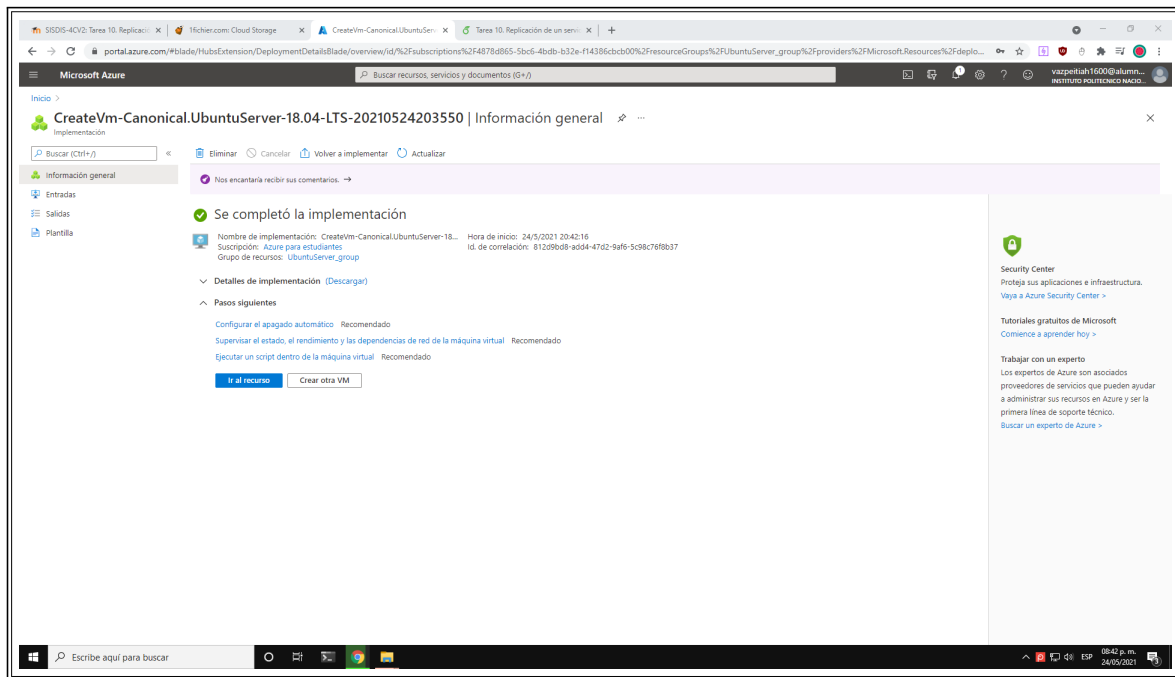 SISDIS-4CV2: Tarea 10. Replicació
1fichier.com: Cloud Storage
CreateVm-Canonical.UbuntuServ
Tarea 10. Replicación de un servi
portal.azure.com/#blade/HubsExtension/DeploymentDetailsBlade/overview/id/%2Fsubscriptions%2F4878d865-5bc6-4bdb-b32e-f14386bcb00%2FresourceGroups%2FUbuntuServer_group%2Fproviders%2FMicrosoft.Resources%2Fdeplo...
Microsoft Azure
Buscar recursos, servicios y documentos (G+/)
1
vazpeitiah1600@alumn...
INSTITUTO POLITECNICO NACIO...
Inicio >
CreateVm-Canonical.UbuntuServer-18.04-LTS-20210524203550 | Información general
Implementación
Buscar (Ctrl+/)
Eliminar Cancelar Volver a implementar Actualizar
Información general
Entradas
Salidas
Plantilla
Nos encantaría recibir sus comentarios. →
Se completó la implementación
Nombre de implementación: CreateVm-Canonical.UbuntuServer-18... Hora de inicio: 24/5/2021 20:42:16
Suscripción: Azure para estudiantes Id. de correlación: 812d9bd8-add4-47d2-9af6-5c98c76f8b37
Grupo de recursos: UbuntuServer_group
Detalles de implementación (Descargar)
Pasos siguientes
Configurar el apagado automático Recomendado
Supervisar el estado, el rendimiento y las dependencias de red de la máquina virtual Recomendado
Ejecutar un script dentro de la máquina virtual Recomendado
Ir al recurso Crear otra VM
Security Center
Proteja sus aplicaciones e infraestructura.
Vaya a Azure Security Center >
Tutoriales gratuitos de Microsoft
Comience a aprender hoy >
Trabajar con un experto
Los expertos de Azure son asociados
proveedores de servicios que pueden ayudar
a administrar sus recursos en Azure y ser la
primera línea de soporte técnico.
Buscar un experto de Azure >
Escribe aquí para buscar
ESP
08:42 p. m.
24/05/2021
3